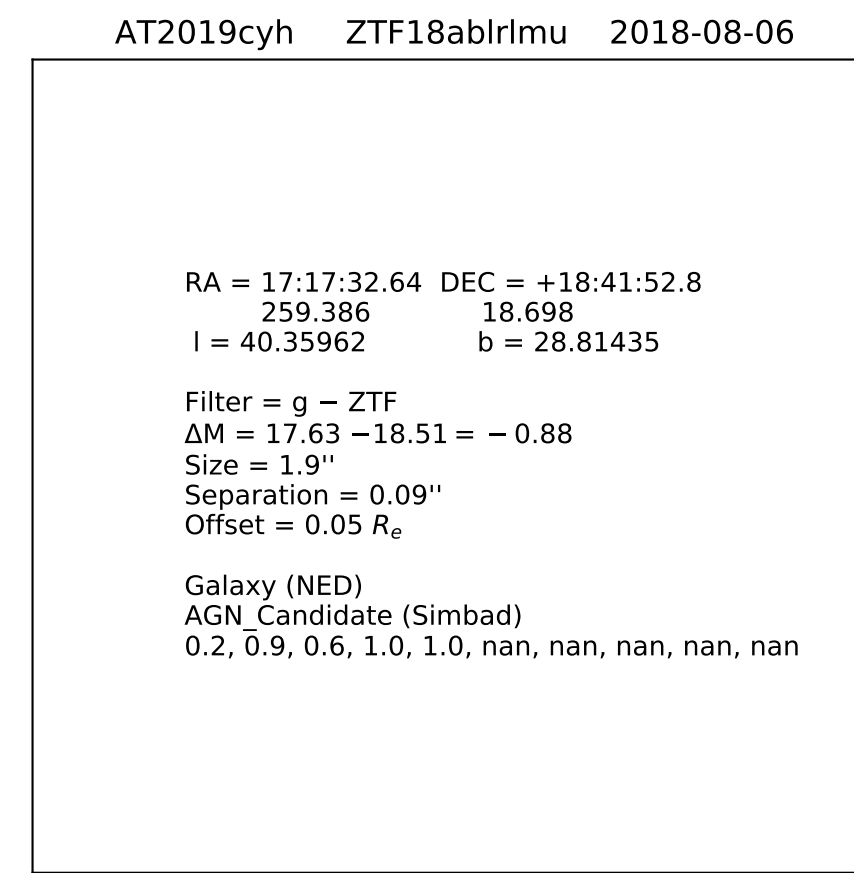 AT2019cyh ZTF18ablrlmu 2018-08-06
RA = 17:17:32.64 DEC = +18:41:52.8
259.386 18.698
l = 40.35962 b = 28.81435
Filter = g − ZTF
ΔM = 17.63 −18.51 = − 0.88
Size = 1.9''
Separation = 0.09''
Offset = 0.05 Re
Galaxy (NED)
AGN_Candidate (Simbad)
0.2, 0.9, 0.6, 1.0, 1.0, nan, nan, nan, nan, nan